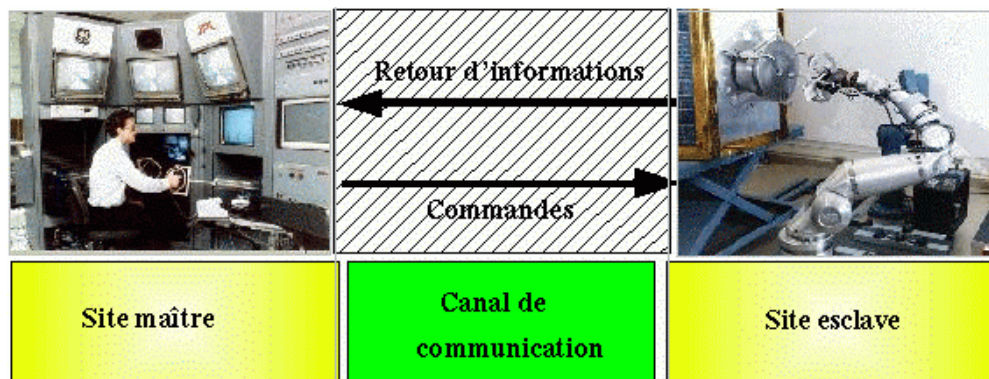 Retour d'informations
Commandes
Site maître
Canal de
communication
Site esclave